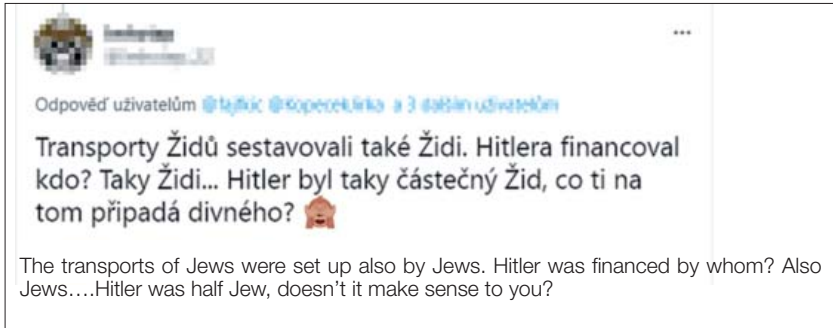 Odpověď uživatelům a 3 dalším uživatelům
Transporty Židů sestavovali také Židi. Hitlera financoval
kdo? Taky Židi... Hitler byl taky částečný Žid, co ti na
tom připadá divného? 🙈
The transports of Jews were set up also by Jews. Hitler was financed by whom? Also
Jews….Hitler was half Jew, doesn't it make sense to you?